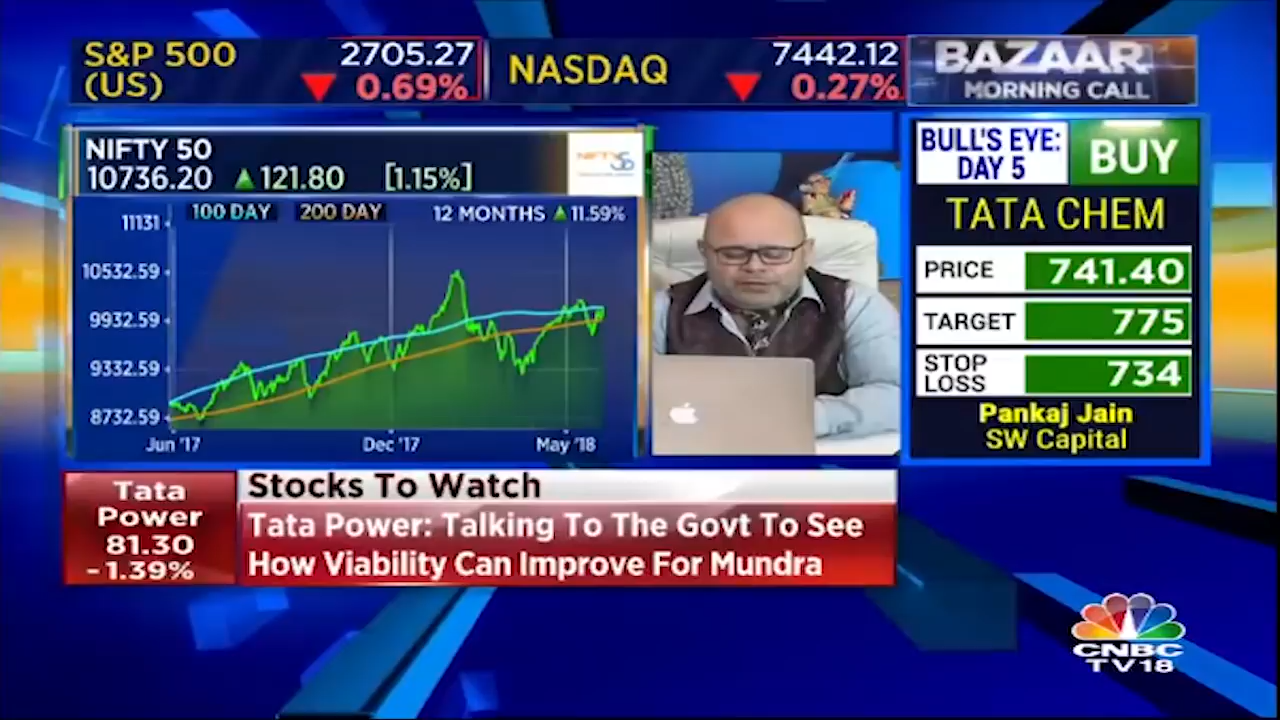 S&P 500
(US)
2705.27
▼ 0.69%
NASDAQ
7442.12
▼ 0.27%
BAZAAR
MORNING CALL
NIFTY 50
10736.20 ▲121.80 [1.15%]
100 DAY 200 DAY 12 MONTHS ▲11.59%
11131
10532.59
9932.59
9332.59
8732.59
Jun '17 Dec '17 May '18
BULL'S EYE:
DAY 5
BUY
TATA CHEM
PRICE 741.40
TARGET 775
STOP
LOSS
734
Pankaj Jain
SW Capital
Tata
Power
81.30
-1.39%
Stocks To Watch
Tata Power: Talking To The Govt To See
How Viability Can Improve For Mundra
CNBC
TV18